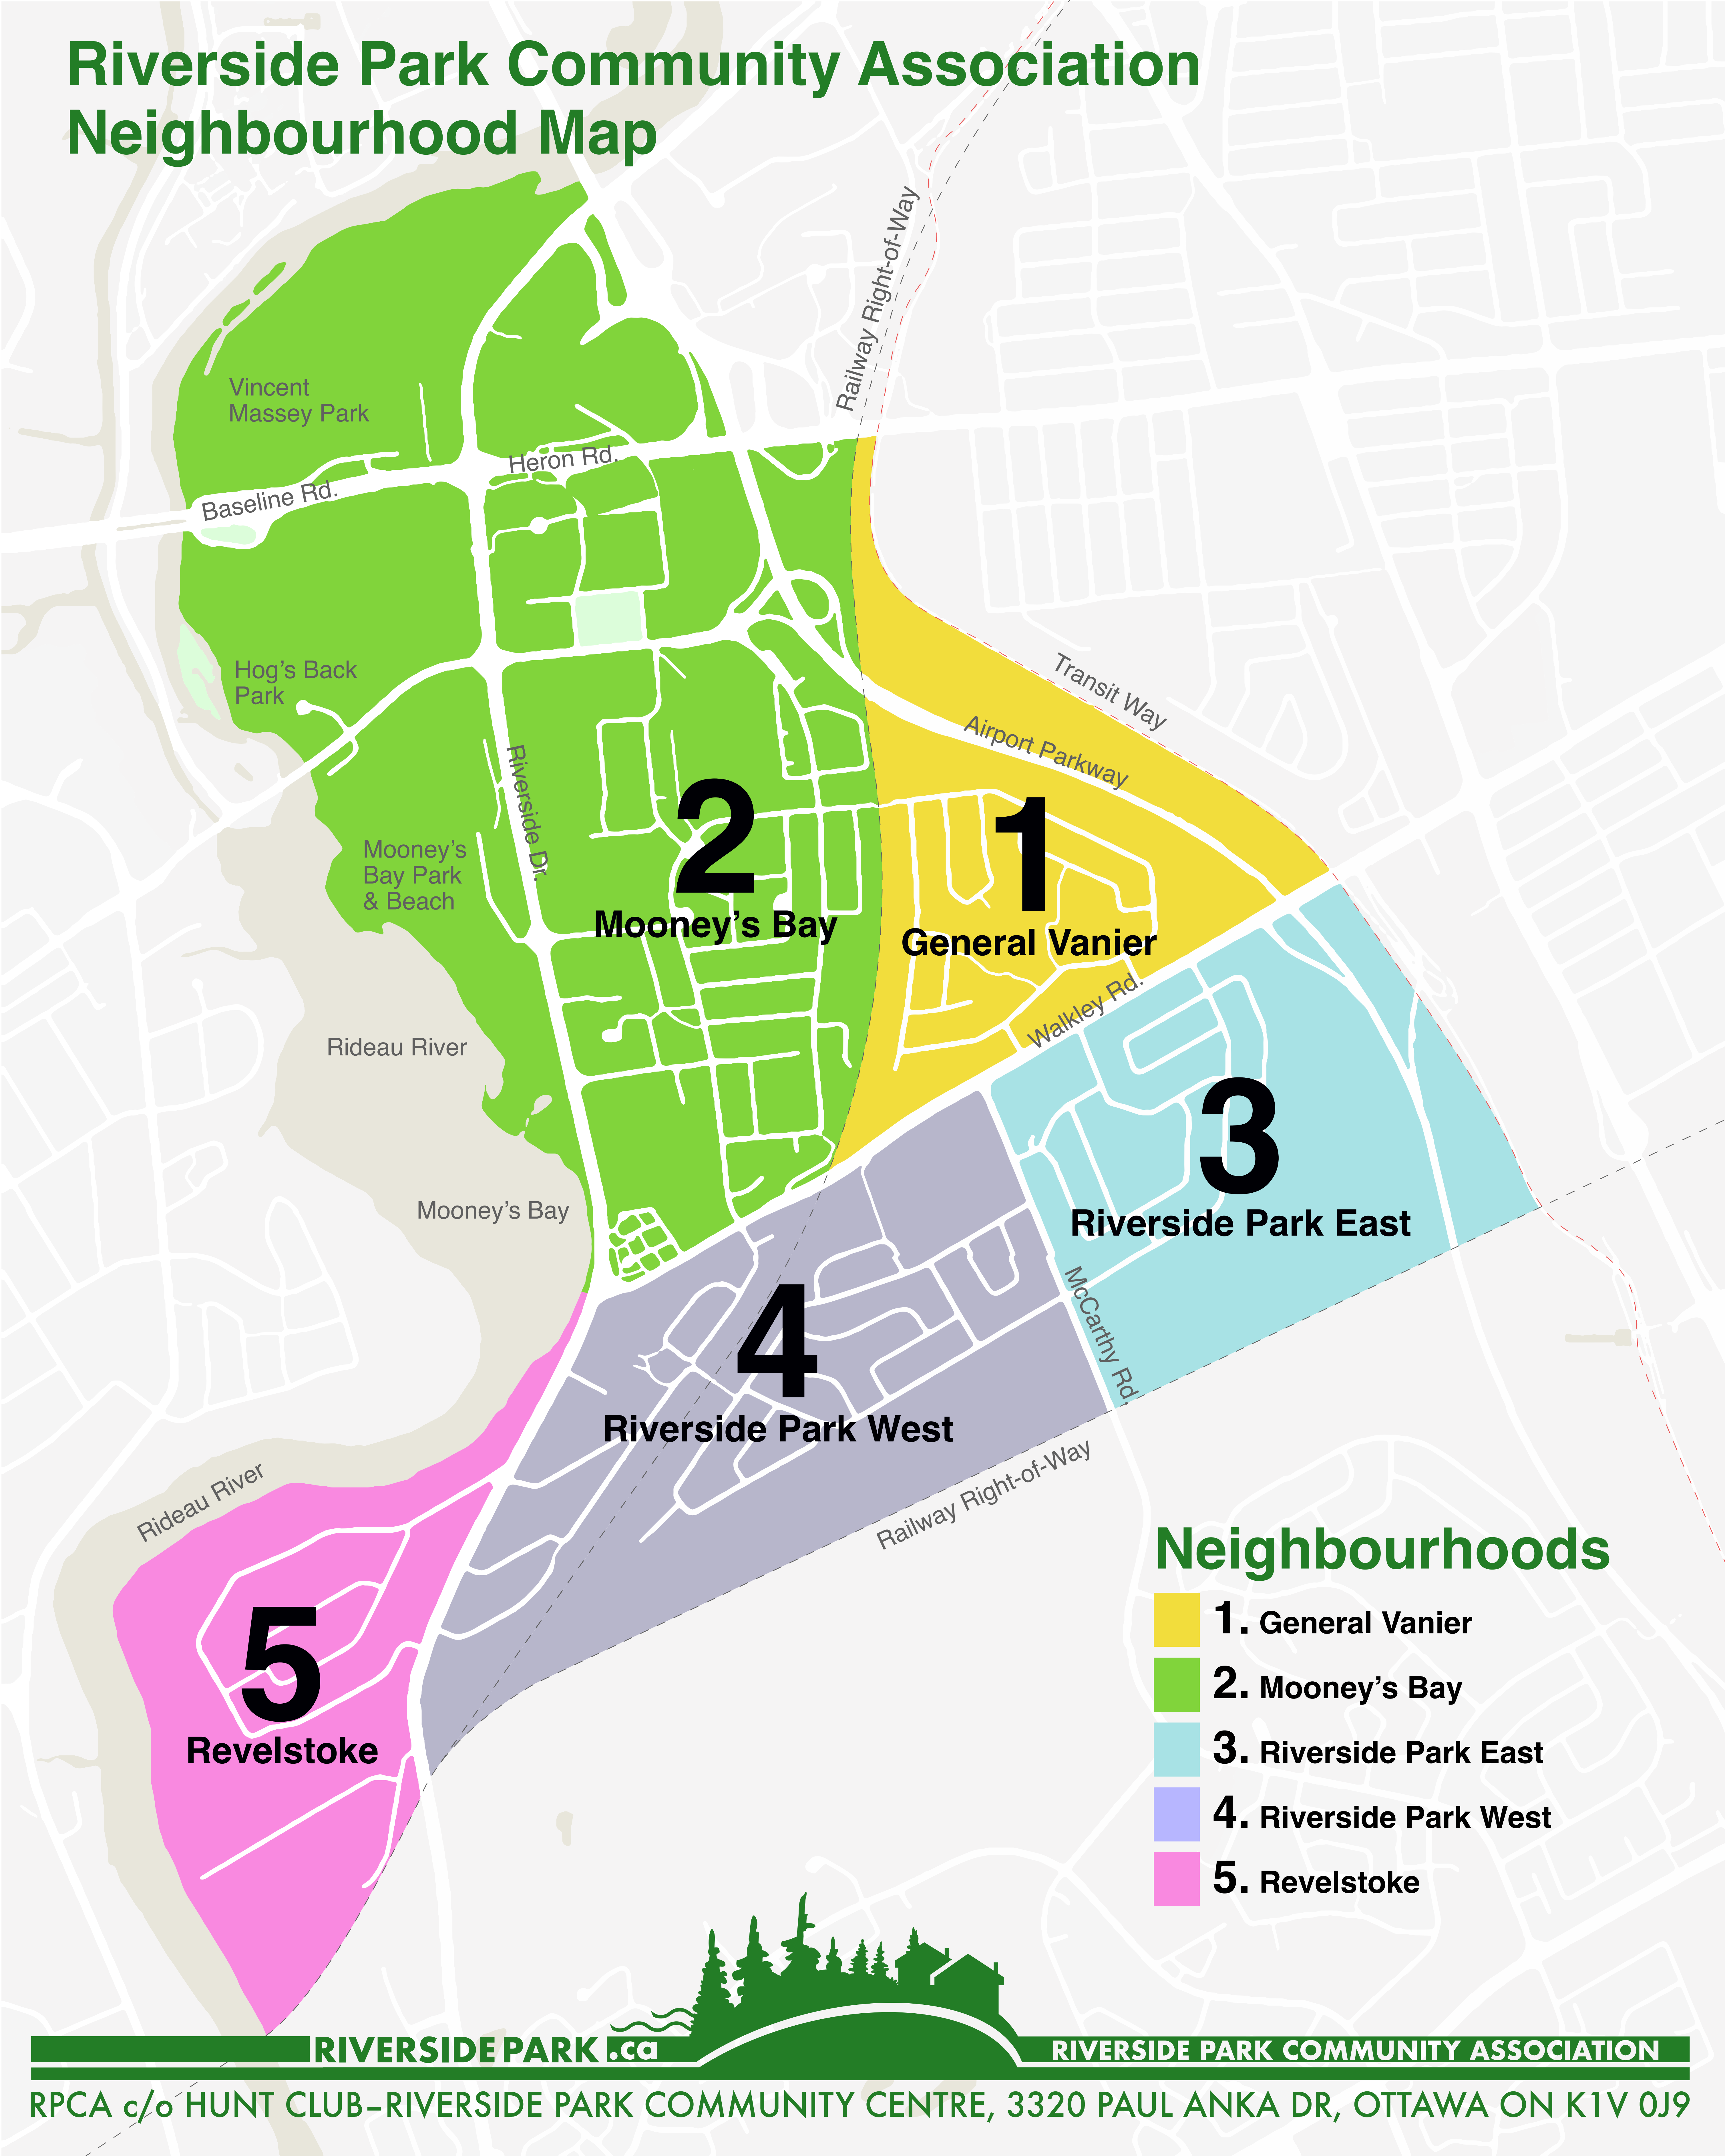 Riverside Park Community Association
Neighbourhood Map
Railway Right-of-Way
Vincent
Massey Park
Heron Rd.
Baseline Rd.
Hog’s Back
Park
Transit Way
Airport Parkway
Riverside Dr.
Mooney’s
Bay Park
& Beach
2
Mooney’s Bay
1
General Vanier
Walkley Rd.
Rideau River
3
Riverside Park East
Mooney’s Bay
McCarthy Rd.
4
Riverside Park West
Rideau River
Railway Right-of-Way
5
Revelstoke
Neighbourhoods
1. General Vanier
2. Mooney’s Bay
3. Riverside Park East
4. Riverside Park West
5. Revelstoke
RIVERSIDEPARK.ca
RIVERSIDE PARK COMMUNITY ASSOCIATION
RPCA c/o HUNT CLUB–RIVERSIDE PARK COMMUNITY CENTRE, 3320 PAUL ANKA DR, OTTAWA ON K1V 0J9